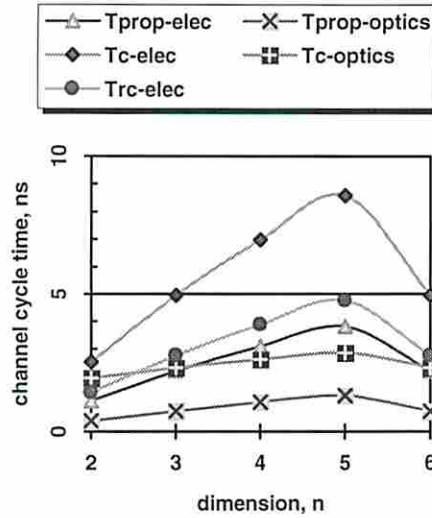 Tprop-elec Tprop-optics
Tc-elec Tc-optics
Trc-elec
10
5
0
channel cycle time, ns
2 3 4 5 6
dimension, n